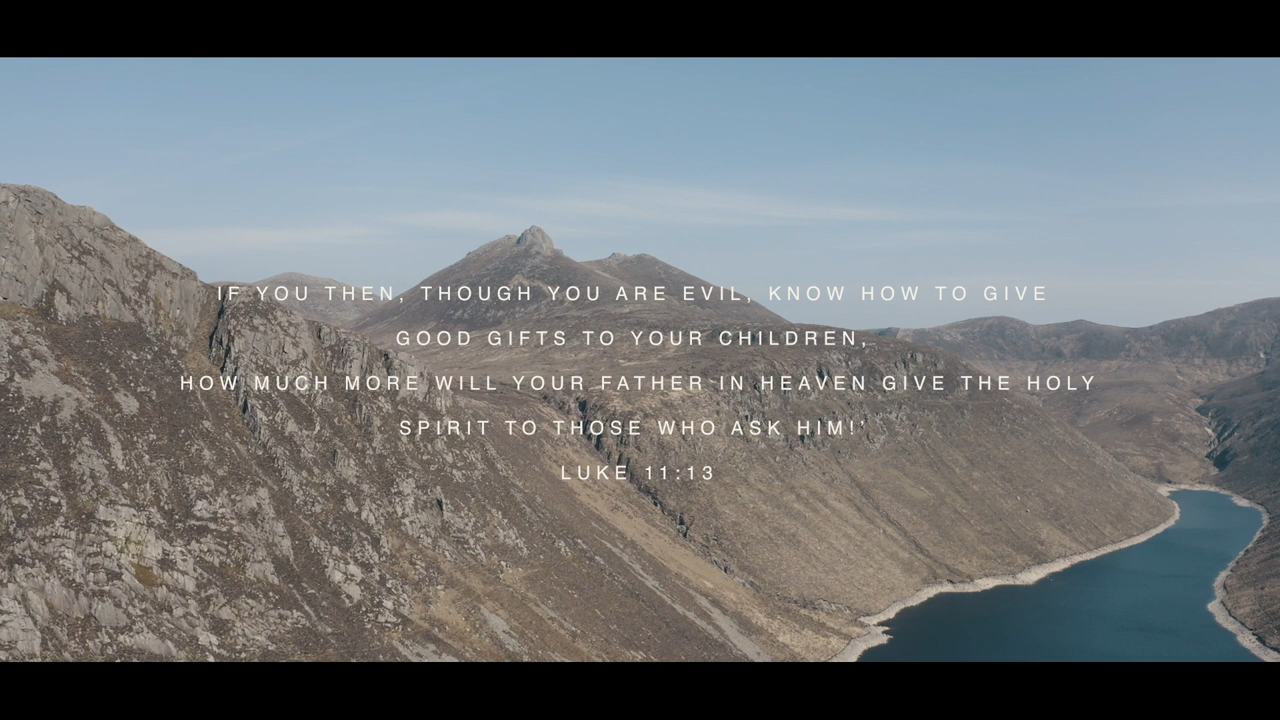 IF YOU THEN, THOUGH YOU ARE EVIL, KNOW HOW TO GIVE
GOOD GIFTS TO YOUR CHILDREN,
HOW MUCH MORE WILL YOUR FATHER IN HEAVEN GIVE THE HOLY
SPIRIT TO THOSE WHO ASK HIM!’
LUKE 11:13